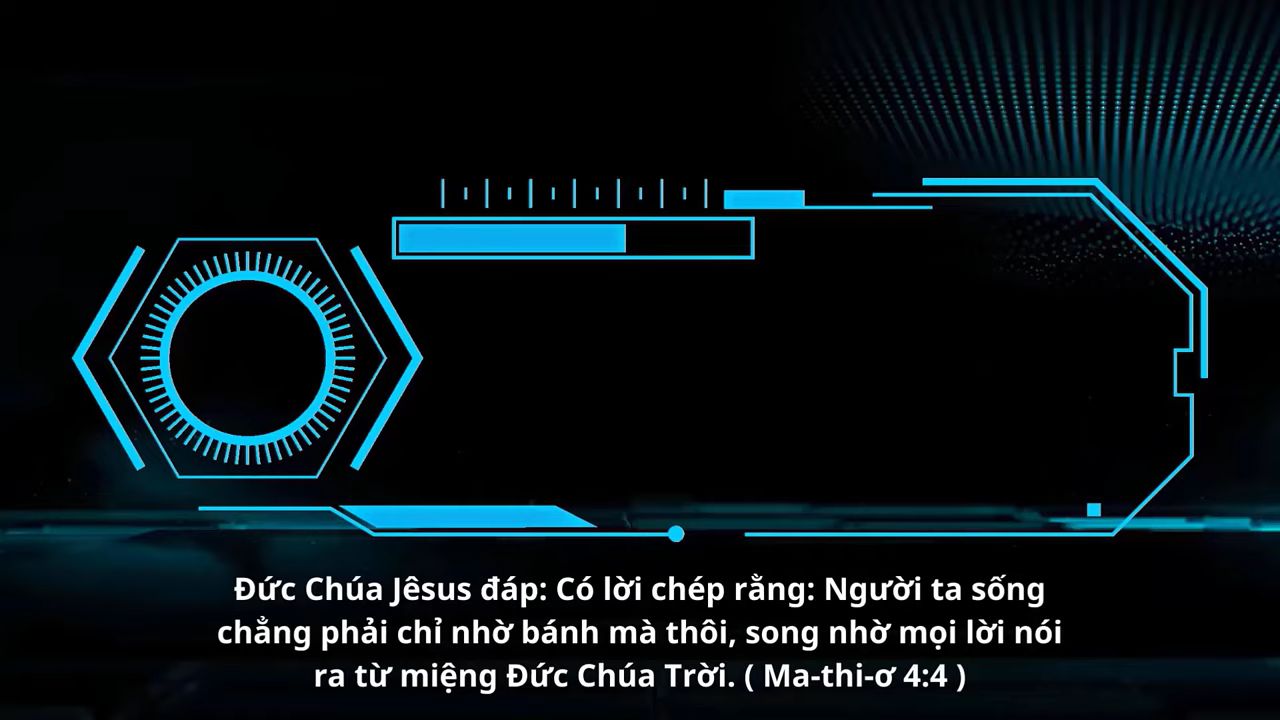 Đức Chúa Jêsus đáp: Có lời chép rằng: Người ta sống
chẳng phải chỉ nhờ bánh mà thôi, song nhờ mọi lời nói
ra từ miệng Đức Chúa Trời. ( Ma-thi-ơ 4:4 )